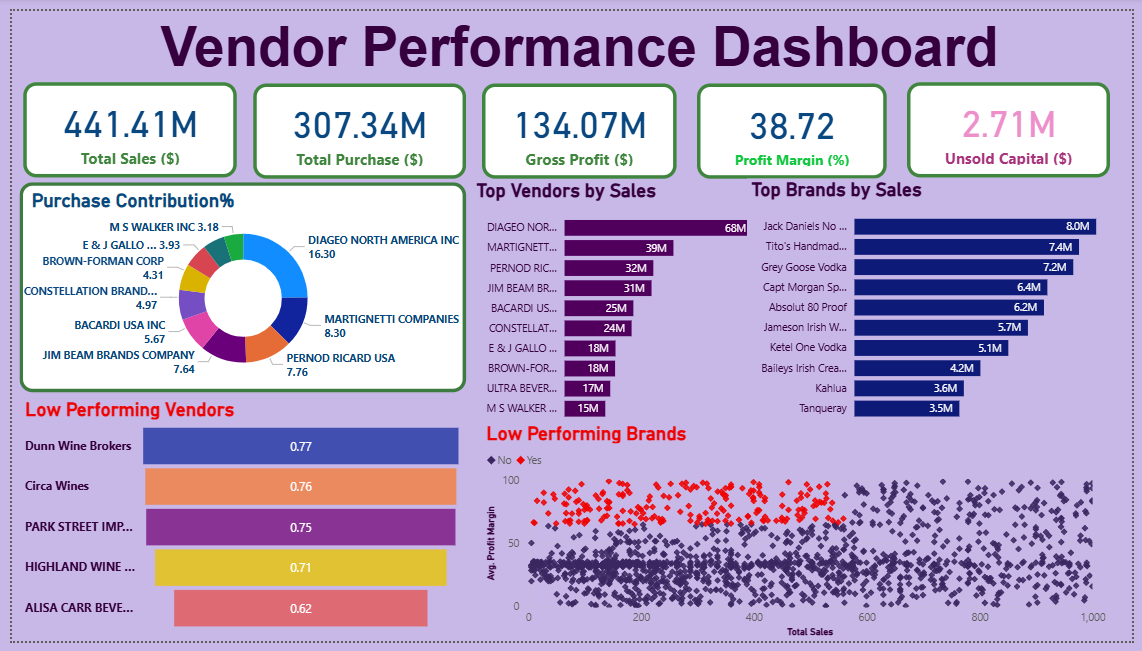 Vendor Performance Dashboard
441.41M
Total Sales ($)
307.34M
Total Purchase ($)
134.07M
Gross Profit ($)
38.72
Profit Margin (%)
2.71M
Unsold Capital ($)
Purchase Contribution%
M S WALKER INC 3.18
E & J GALLO ... 3.93
BROWN-FORMAN CORP
4.31
CONSTELLATION BRAND...
4.97
BACARDI USA INC
5.67
JIM BEAM BRANDS COMPANY
7.64
DIAGEO NORTH AMERICA INC
16.30
MARTIGNETTI COMPANIES
8.30
PERNOD RICARD USA
7.76
Top Vendors by Sales
DIAGEO NOR... 68M
MARTIGNETT... 39M
PERNOD RIC... 32M
JIM BEAM BR... 31M
BACARDI US... 25M
CONSTELLAT... 24M
E & J GALLO ... 18M
BROWN-FOR... 18M
ULTRA BEVER... 17M
M S WALKER ... 15M
Top Brands by Sales
Jack Daniels No ... 8.0M
Tito's Handmad... 7.4M
Grey Goose Vodka 7.2M
Capt Morgan Sp... 6.4M
Absolut 80 Proof 6.2M
Jameson Irish W... 5.7M
Ketel One Vodka 5.1M
Baileys Irish Crea... 4.2M
Kahlua 3.6M
Tanqueray 3.5M
Low Performing Vendors
Dunn Wine Brokers 0.77
Circa Wines 0.76
PARK STREET IMP... 0.75
HIGHLAND WINE ... 0.71
ALISA CARR BEVE... 0.62
Low Performing Brands
No Yes
Avg. Profit Margin
100
50
0
0 200 400 600 800 1,000
Total Sales